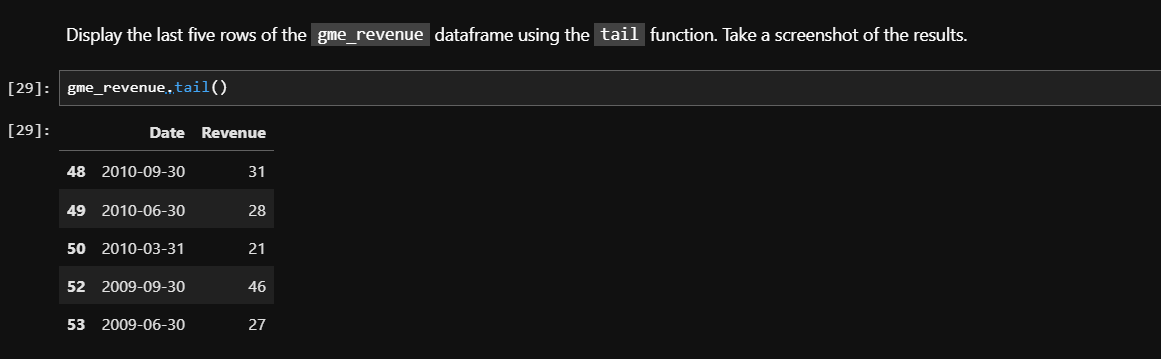 Display the last five rows of the gme_revenue dataframe using the tail function. Take a screenshot of the results.
[29]: gme_revenue.tail()
[29]:
Date Revenue
48 2010-09-30 31
49 2010-06-30 28
50 2010-03-31 21
52 2009-09-30 46
53 2009-06-30 27